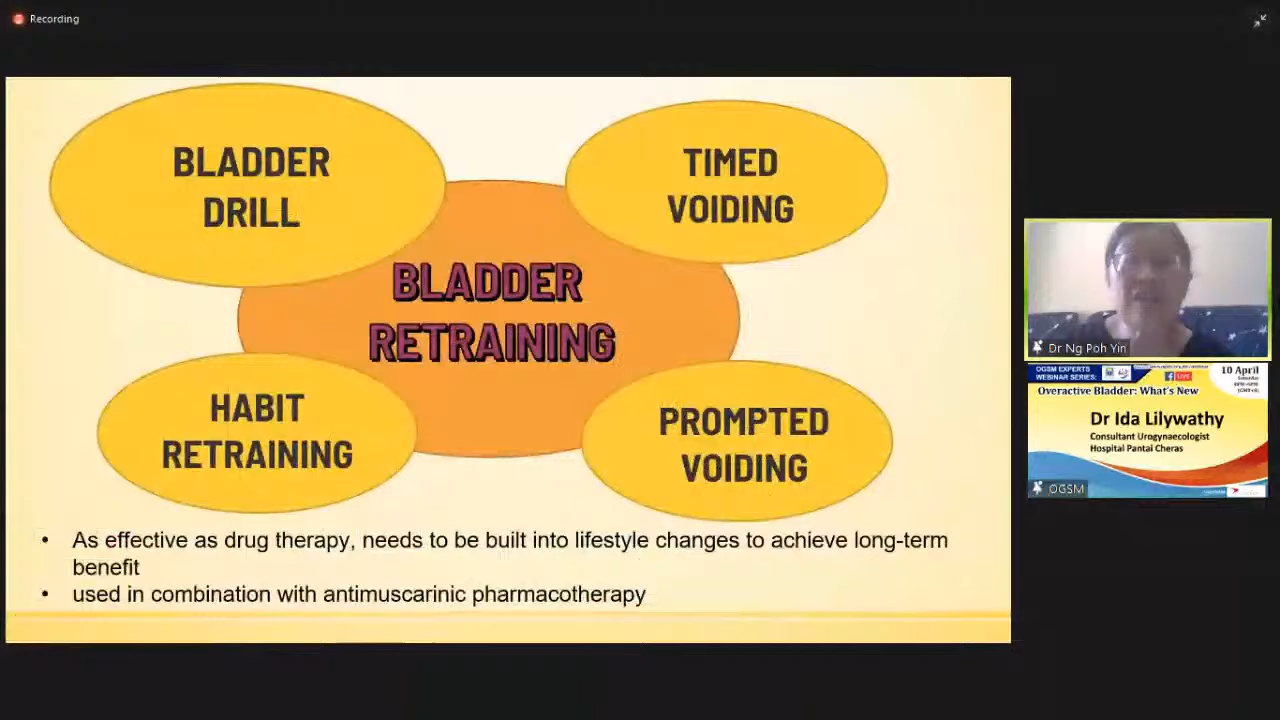 Recording
BLADDER
DRILL
TIMED
VOIDING
BLADDER
RETRAINING
HABIT
RETRAINING
PROMPTED
VOIDING
• As effective as drug therapy, needs to be built into lifestyle changes to achieve long-term
benefit
• used in combination with antimuscarinic pharmacotherapy
Dr Ng Poh Yin
OGSM EXPERTS
WEBINAR SERIES:
LIVE
10 April
Overactive Bladder: What's New
Dr Ida Lilywathy
Consultant Urogynaecologist
Hospital Pantai Cheras
OGSM